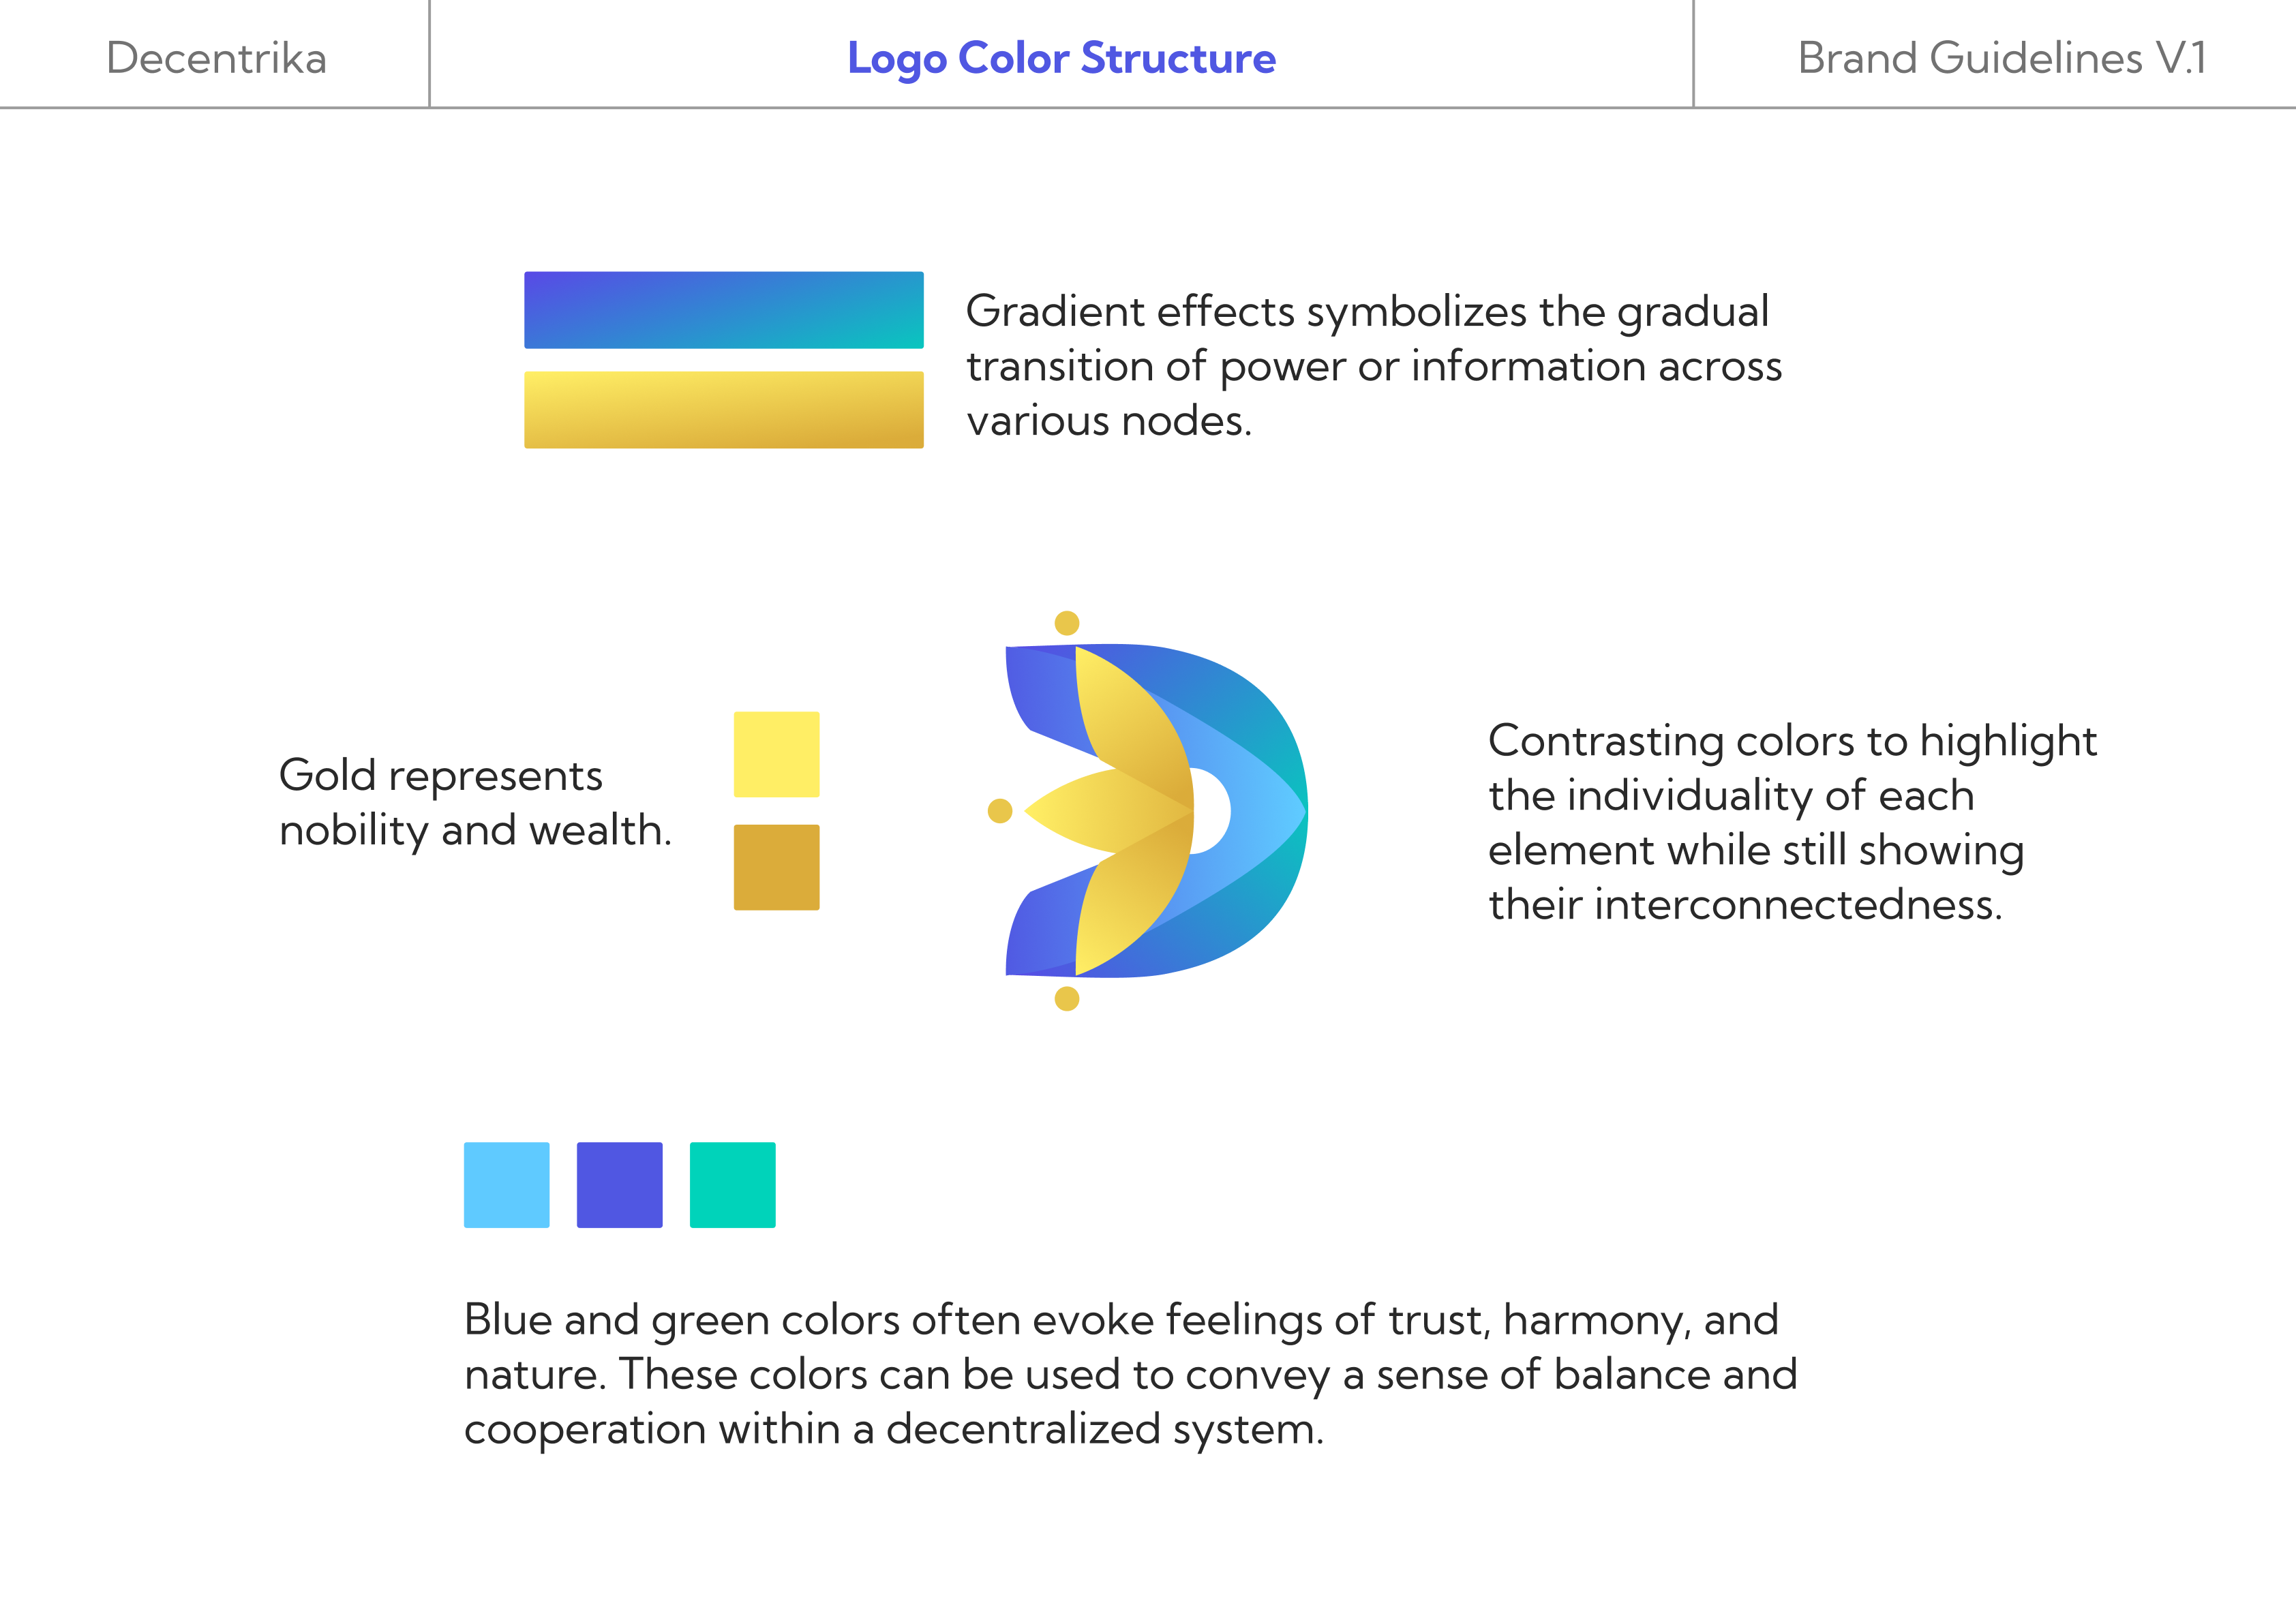 Decentrika
Logo Color Structure
Brand Guidelines V.1
Gradient effects symbolizes the gradual
transition of power or information across
various nodes.
Gold represents
nobility and wealth.
Contrasting colors to highlight
the individuality of each
element while still showing
their interconnectedness.
Blue and green colors often evoke feelings of trust, harmony, and
nature. These colors can be used to convey a sense of balance and
cooperation within a decentralized system.